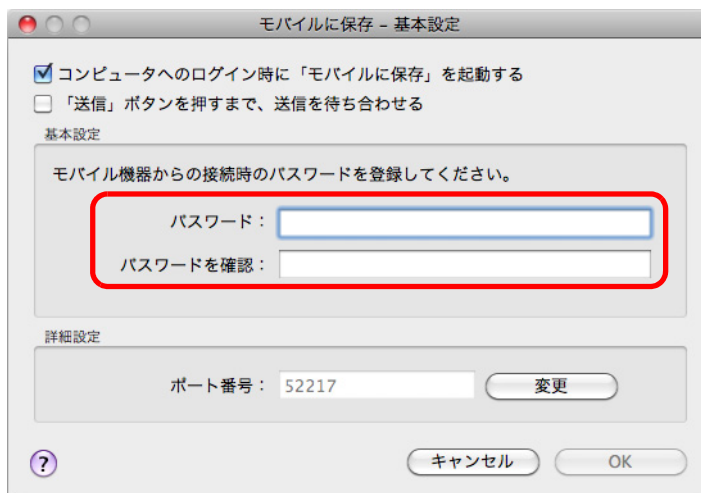 モバイルに保存 – 基本設定
コンピュータへのログイン時に「モバイルに保存」を起動する
「送信」ボタンを押すまで、送信を待ち合わせる
基本設定
モバイル機器からの接続時のパスワードを登録してください。
パスワード：
パスワードを確認：
詳細設定
ポート番号： 52217 変更
? キャンセル OK